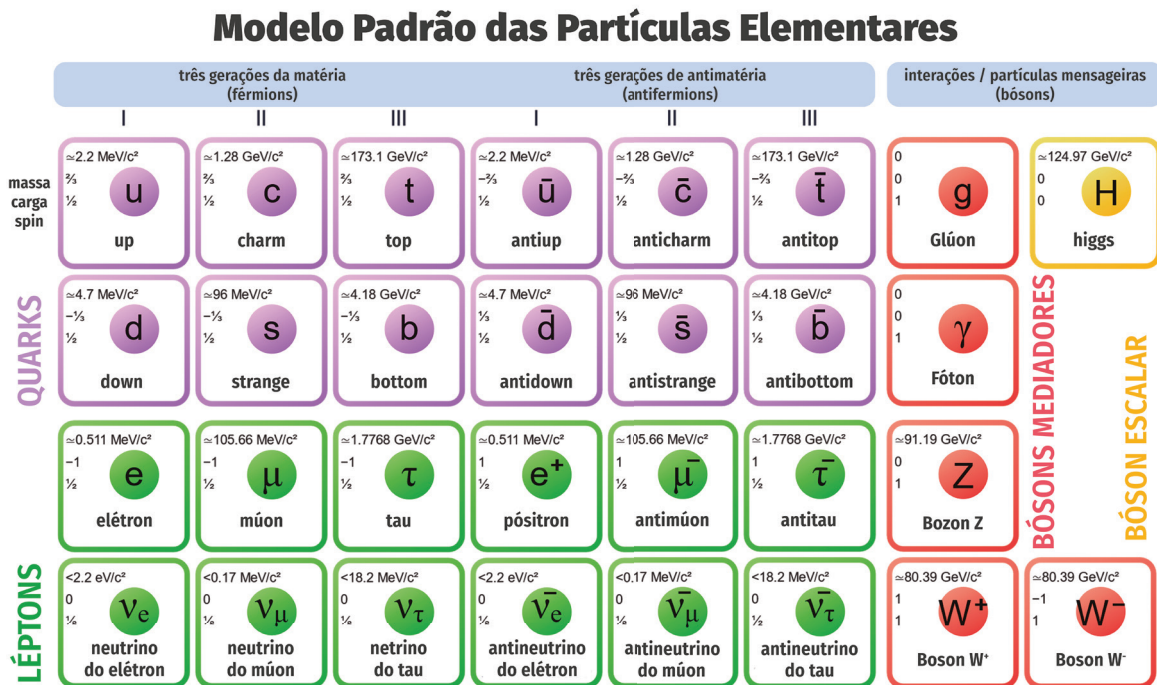 Modelo Padrão das Partículas Elementares
três gerações da matéria
(férmions)
três gerações de antimatéria
(antifermions)
interações / partículas mensageiras
(bósons)
I
II
III
I
II
III
massa
carga
spin
≃2.2 MeV/c²
⅔
½
u
up
≃1.28 GeV/c²
⅔
½
c
charm
≃173.1 GeV/c²
⅔
½
t
top
≃2.2 MeV/c²
−⅔
½
ū
antiup
≃1.28 GeV/c²
−⅔
½
c̄
anticharm
≃173.1 GeV/c²
−⅔
½
t̄
antitop
0
0
1
g
Glúon
≃124.97 GeV/c²
0
0
H
higgs
QUARKS
≃4.7 MeV/c²
−⅓
½
d
down
≃96 MeV/c²
−⅓
½
s
strange
≃4.18 GeV/c²
−⅓
½
b
bottom
≃4.7 MeV/c²
⅓
½
d̄
antidown
≃96 MeV/c²
⅓
½
s̄
antistrange
≃4.18 GeV/c²
⅓
½
b̄
antibottom
0
0
1
γ
Fóton
BÓSONS MEDIADORES
BÓSON ESCALAR
≃0.511 MeV/c²
−1
½
e
elétron
≃105.66 MeV/c²
−1
½
μ
múon
≃1.7768 GeV/c²
−1
½
τ
tau
≃0.511 MeV/c²
1
½
e⁺
pósitron
≃105.66 MeV/c²
1
½
μ̄
antimúon
≃1.7768 GeV/c²
1
½
τ̄
antitau
≃91.19 GeV/c²
0
1
Z
Bozon Z
LÉPTONS
<2.2 eV/c²
0
½
νe
neutrino
do elétron
<0.17 MeV/c²
0
½
νμ
neutrino
do múon
<18.2 MeV/c²
0
½
ντ
netrino
do tau
<2.2 eV/c²
0
½
ν̄e
antineutrino
do elétron
<0.17 MeV/c²
0
½
ν̄μ
antineutrino
do múon
<18.2 MeV/c²
0
½
ν̄τ
antineutrino
do tau
≃80.39 GeV/c²
1
1
W⁺
Boson W⁺
≃80.39 GeV/c²
−1
1
W⁻
Boson W⁻